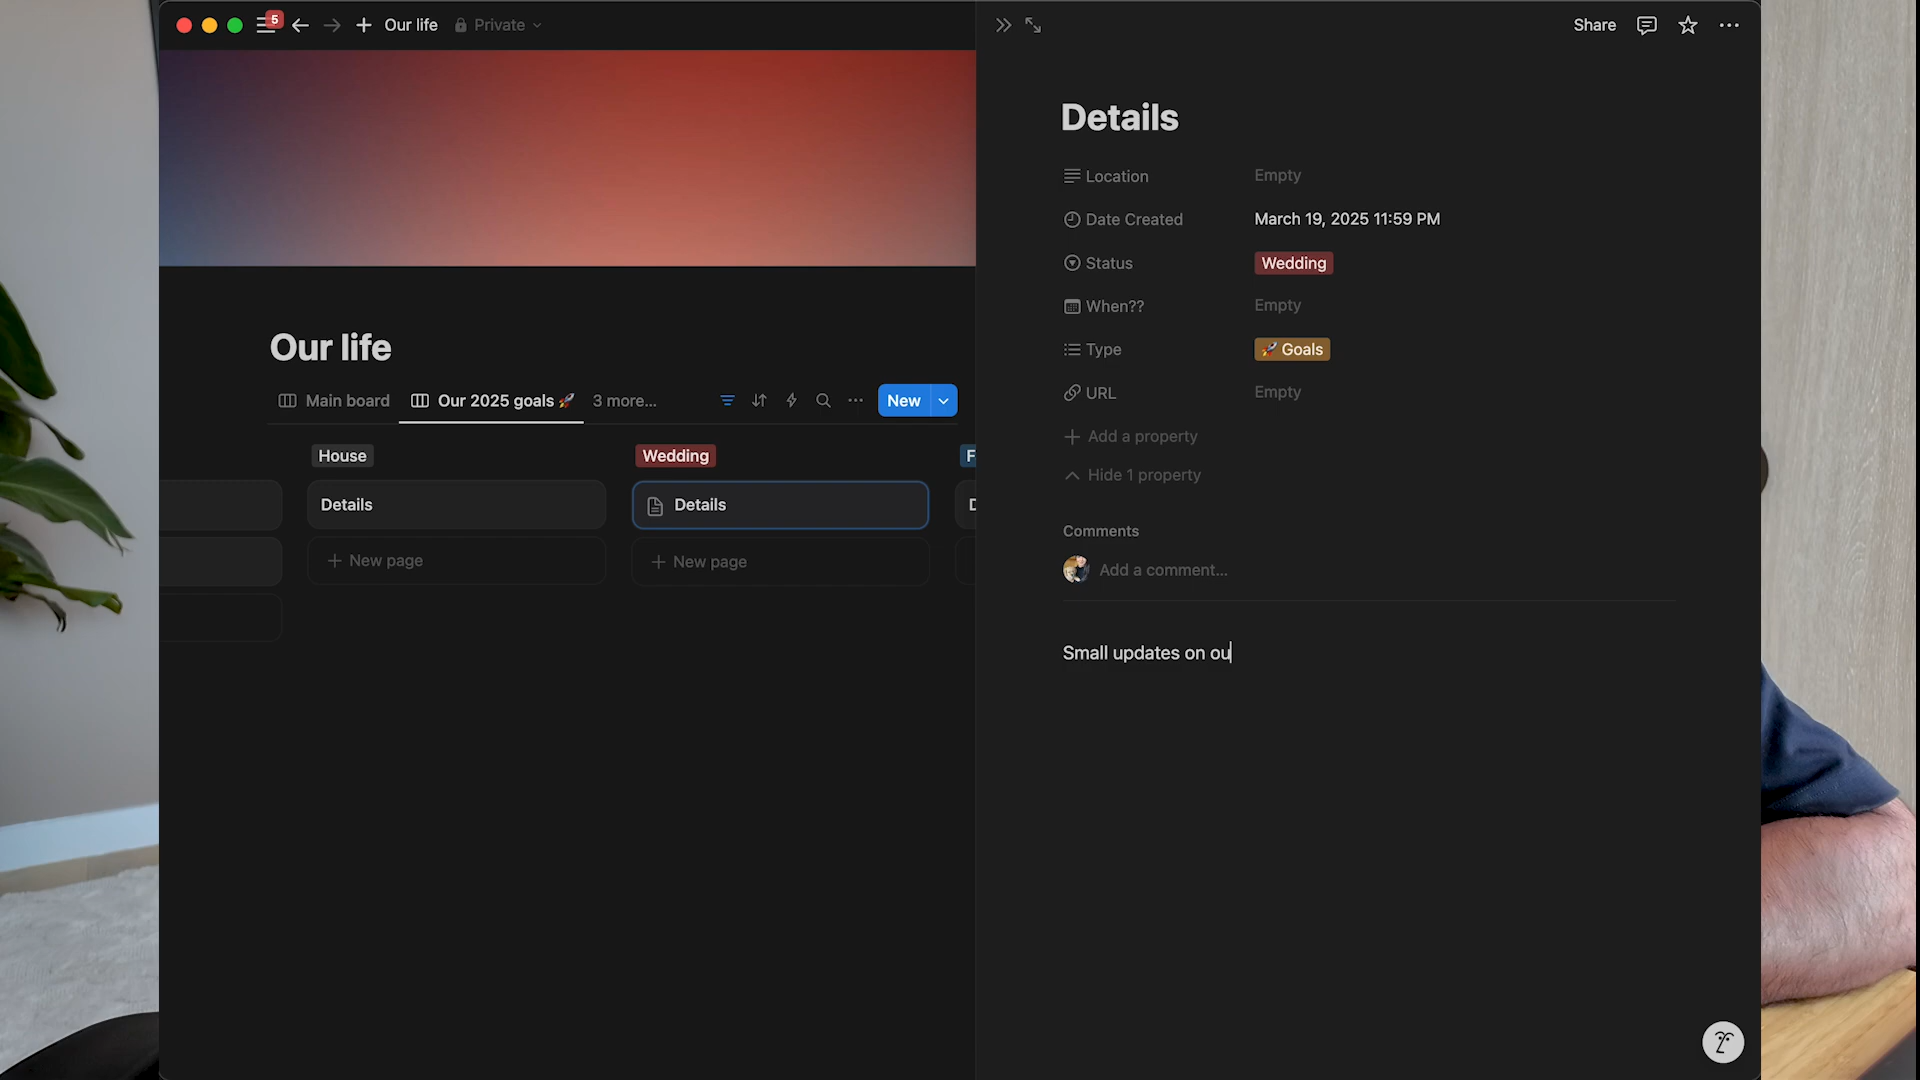 5
Our life
Private
Share
Details
Location Empty
Date Created March 19, 2025 11:59 PM
Status Wedding
When?? Empty
Type 🚀 Goals
URL Empty
Add a property
Hide 1 property
Comments
Add a comment...
Small updates on ou
Our life
Main board
Our 2025 goals 🚀
3 more...
New
House
Wedding
F
Details
Details
D
New page
New page